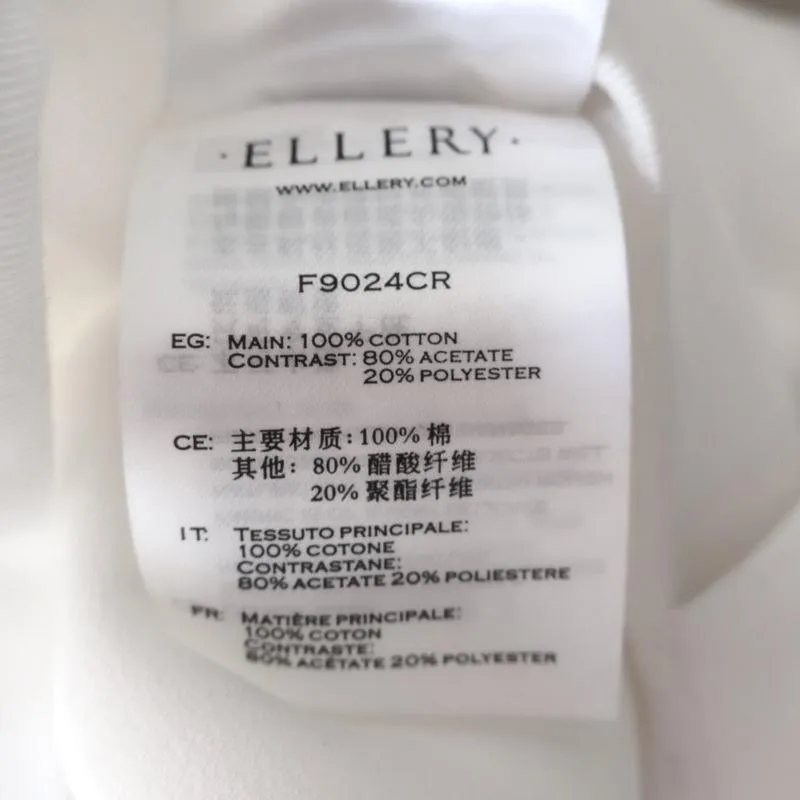 ·ELLERY·
WWW.ELLERY.COM
F9024CR
EG: MAIN: 100% COTTON
CONTRAST: 80% ACETATE
20% POLYESTER
CE: 主要材质: 100% 棉
其他: 80% 醋酸纤维
20% 聚酯纤维
IT: TESSUTO PRINCIPALE:
100% COTONE
CONTRASTANE:
80% ACETATE 20% POLIESTERE
FR: MATIÈRE PRINCIPALE:
100% COTON
CONTRASTE:
80% ACÉTATE 20% POLYESTER